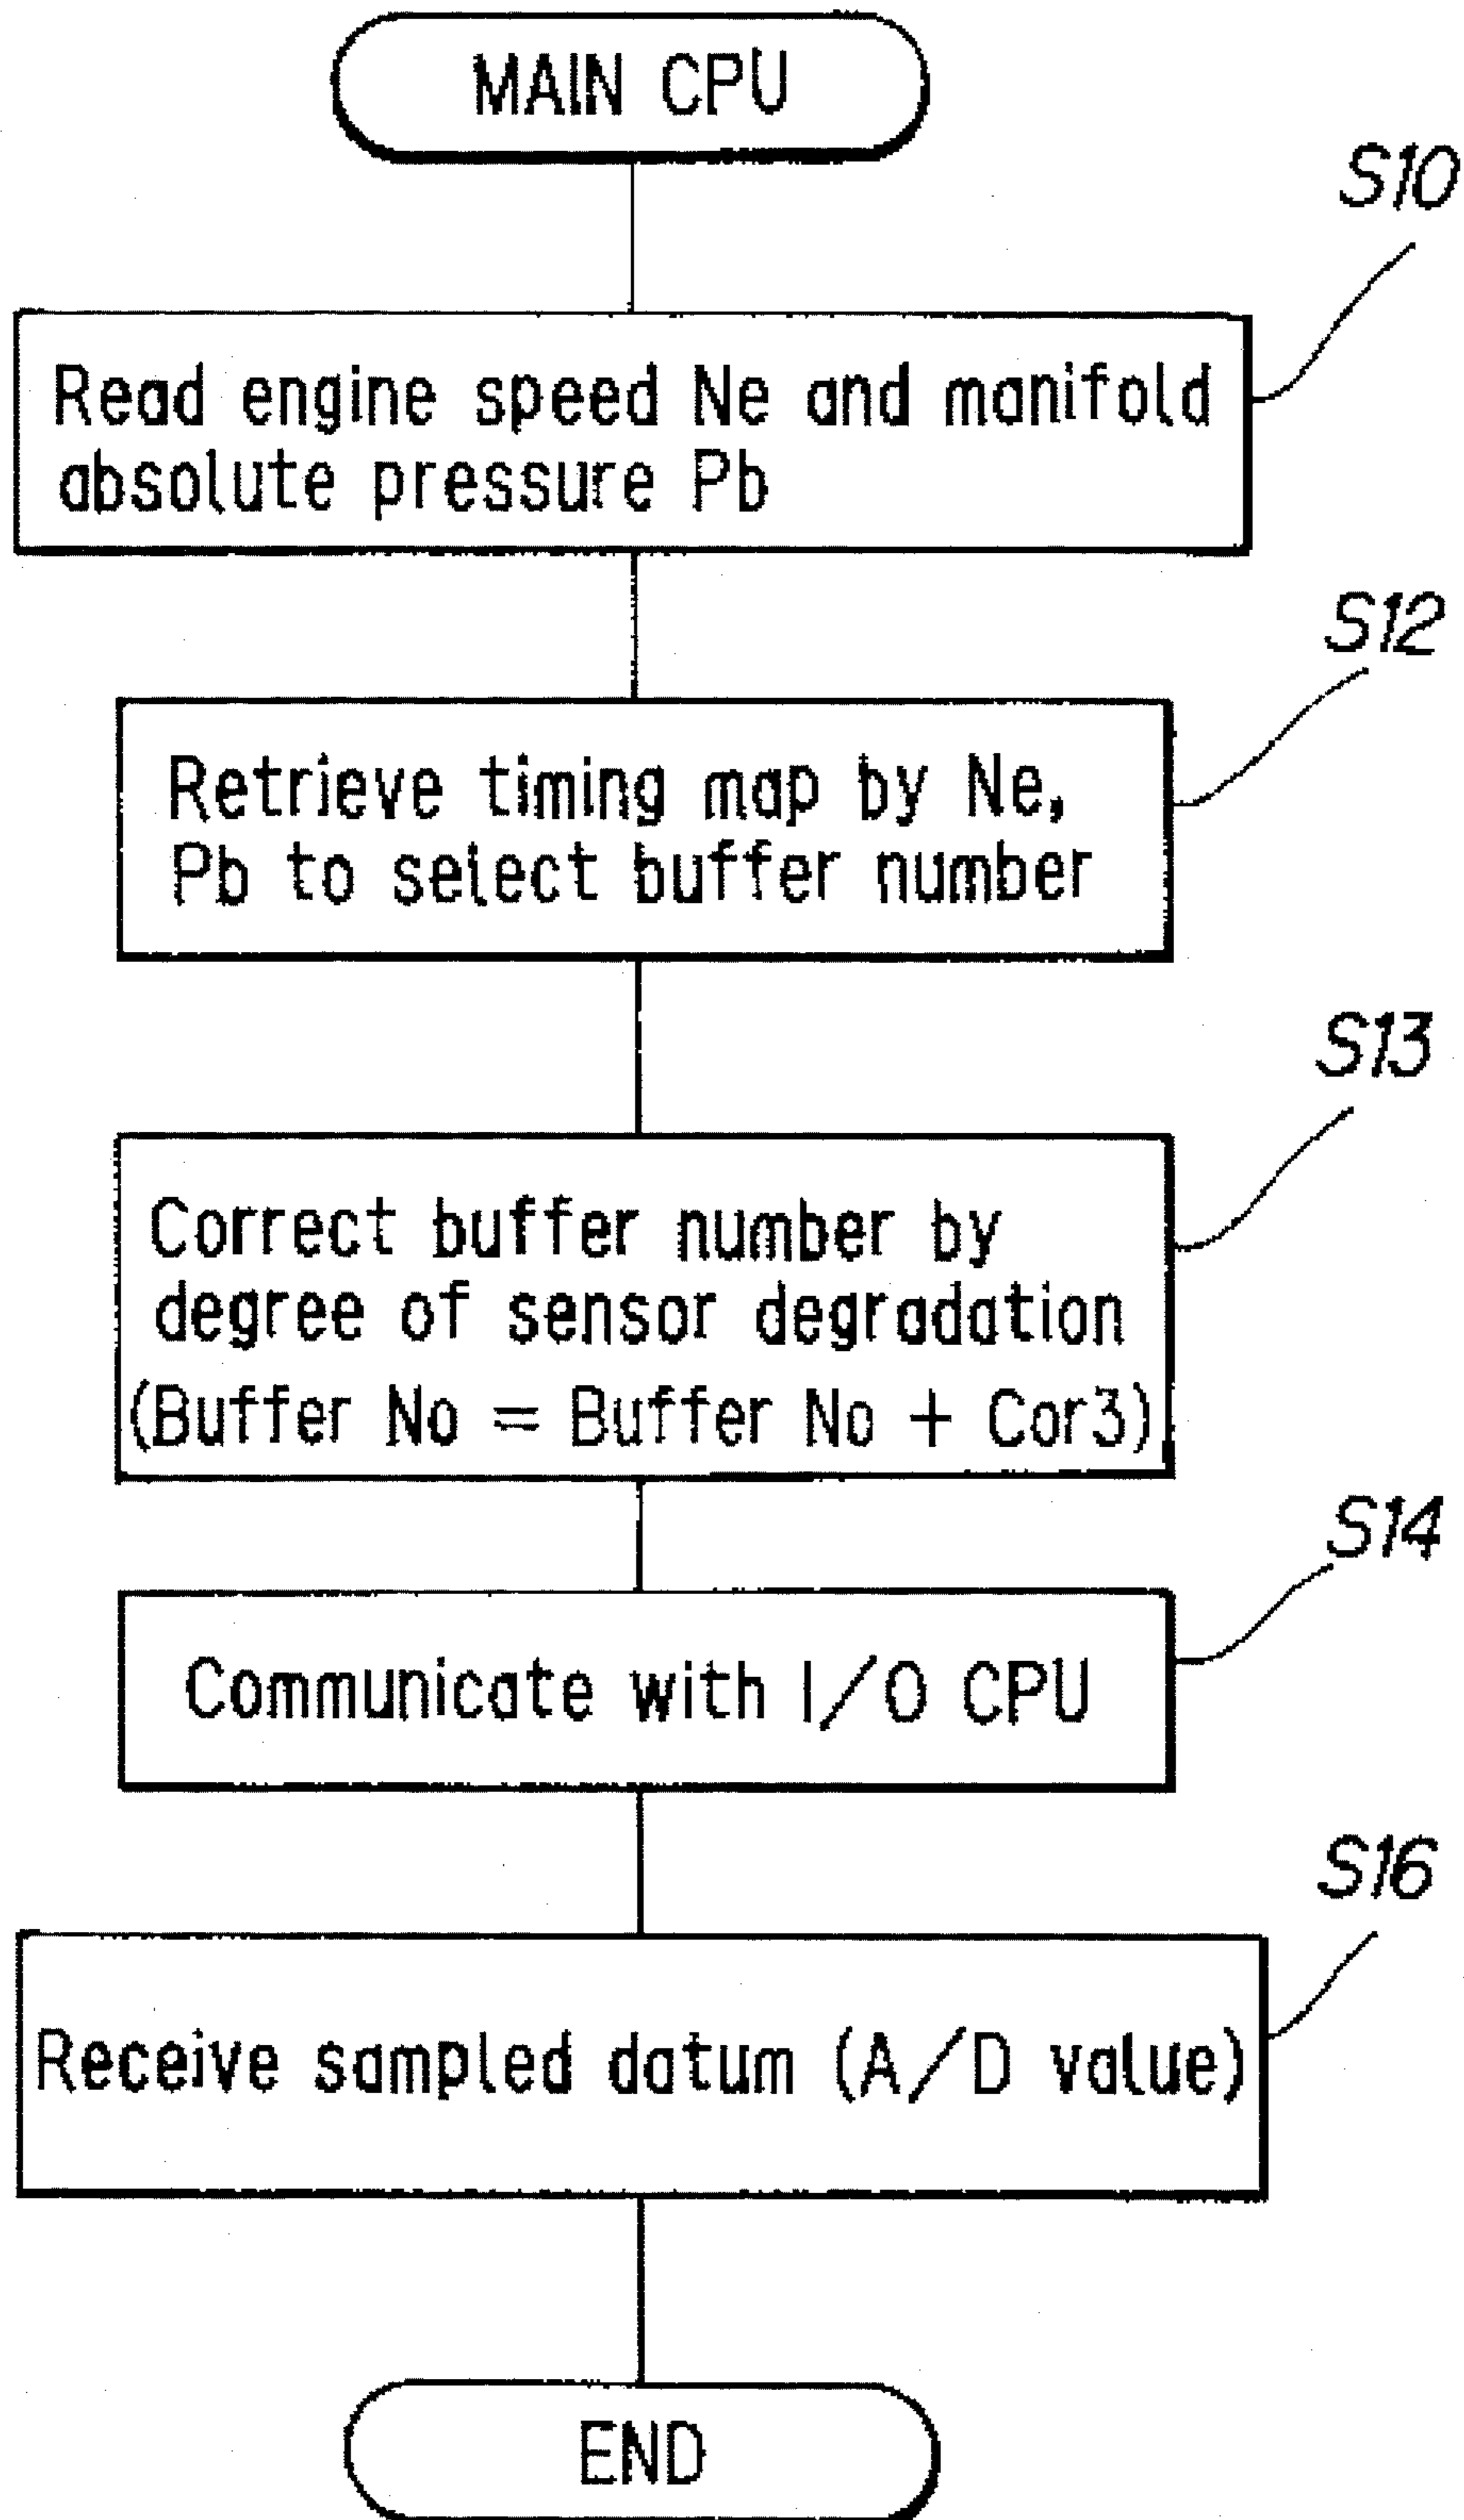 MAIN CPU
S10
Read engine speed Ne and manifold
absolute pressure Pb
S12
Retrieve timing map by Ne,
Pb to select buffer number
S13
Correct buffer number by
degree of sensor degradation
(Buffer No = Buffer No + Cor3)
S14
Communicate with I/O CPU
S16
Receive sampled datum (A/D value)
END